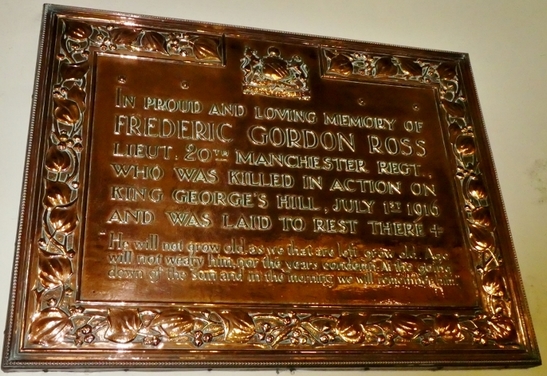 IN PROUD AND LOVING MEMORY OF
FREDERIC GORDON ROSS
LIEUT. 20TH MANCHESTER REGT.,
WHO WAS KILLED IN ACTION ON
KING GEORGE'S HILL, JULY 1ST 1916
AND WAS LAID TO REST THERE +
"He will not grow old, as we that are left grow old. Age
will not weary him, nor the years condemn. At the going
down of the sun and in the morning we will remember him."